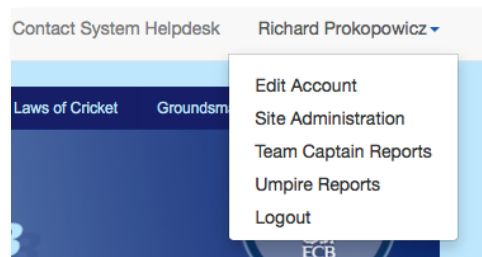 Contact System Helpdesk Richard Prokopowicz
Edit Account
Laws of Cricket
Site Administration
Team Captain Reports
Umpire Reports
Logout
ECB